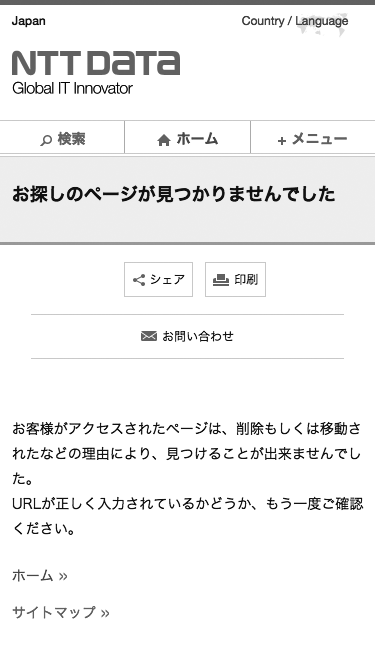 Japan
Country / Language
NTT DATA
Global IT Innovator
検索
ホーム
+ メニュー
お探しのページが見つかりませんでした
シェア
印刷
お問い合わせ
お客様がアクセスされたページは、削除もしくは移動さ
れたなどの理由により、見つけることが出来ませんでし
た。
URLが正しく入力されているかどうか、もう一度ご確認
ください。
ホーム »
サイトマップ »